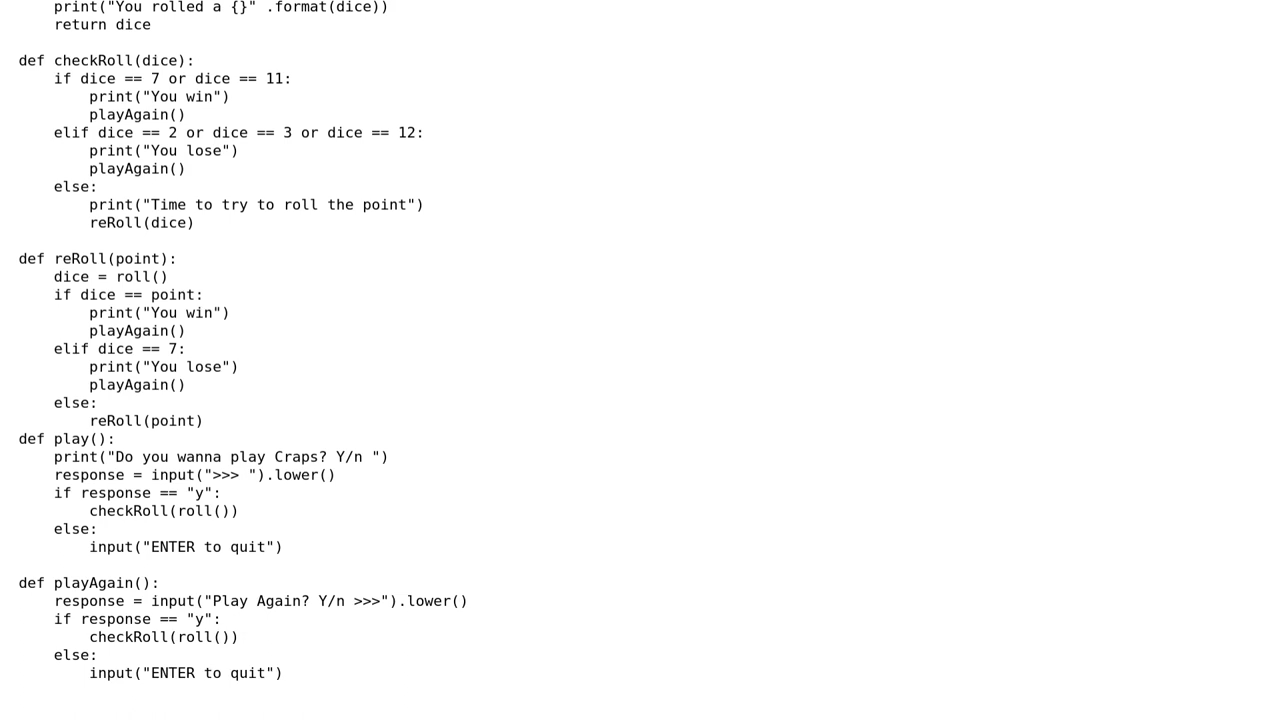 print("You rolled a {}" .format(dice))
    return dice

def checkRoll(dice):
    if dice == 7 or dice == 11:
        print("You win")
        playAgain()
    elif dice == 2 or dice == 3 or dice == 12:
        print("You lose")
        playAgain()
    else:
        print("Time to try to roll the point")
        reRoll(dice)

def reRoll(point):
    dice = roll()
    if dice == point:
        print("You win")
        playAgain()
    elif dice == 7:
        print("You lose")
        playAgain()
    else:
        reRoll(point)
def play():
    print("Do you wanna play Craps? Y/n ")
    response = input(">>> ").lower()
    if response == "y":
        checkRoll(roll())
    else:
        input("ENTER to quit")

def playAgain():
    response = input("Play Again? Y/n >>>").lower()
    if response == "y":
        checkRoll(roll())
    else:
        input("ENTER to quit")